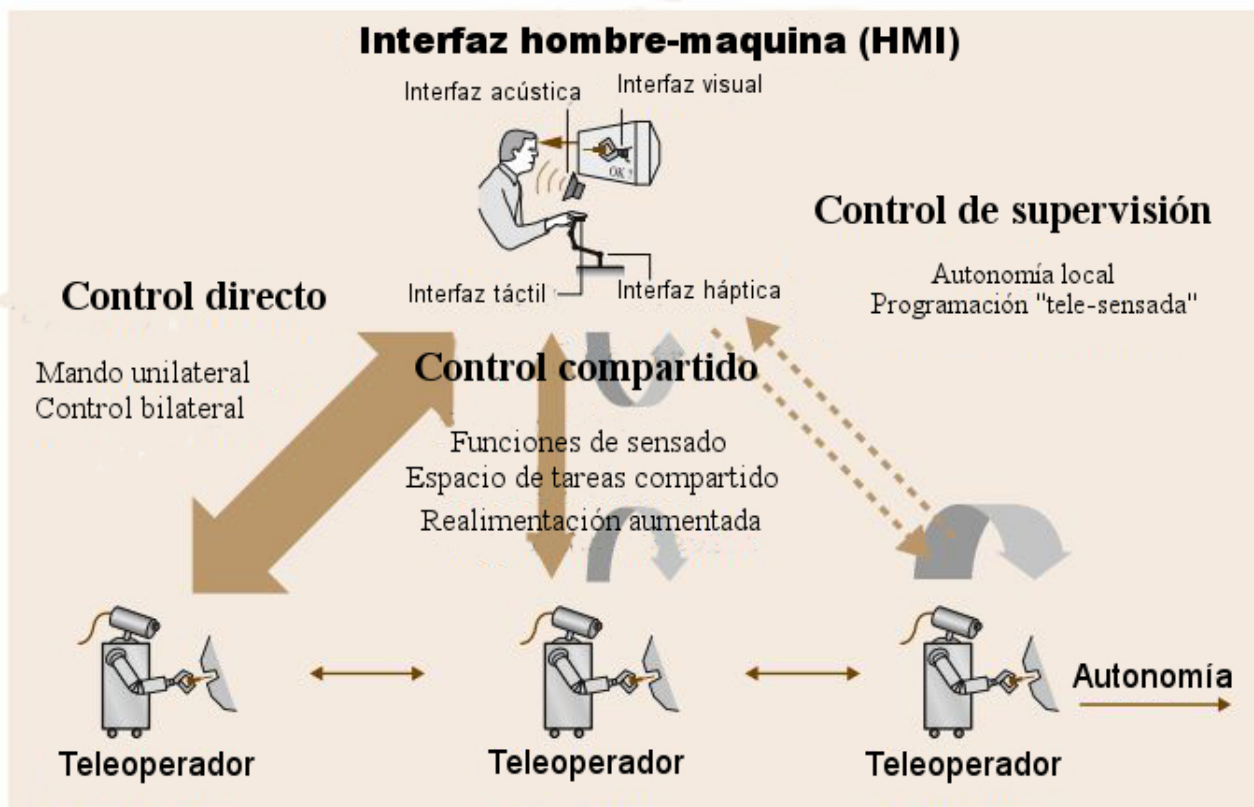 Interfaz hombre-maquina (HMI)
Interfaz acústica
Interfaz visual
OK ?
Control de supervisión
Autonomía local
Programación "tele-sensada"
Interfaz táctil
Interfaz háptica
Control directo
Mando unilateral
Control bilateral
Control compartido
Funciones de sensado
Espacio de tareas compartido
Realimentación aumentada
Autonomía
Teleoperador
Teleoperador
Teleoperador